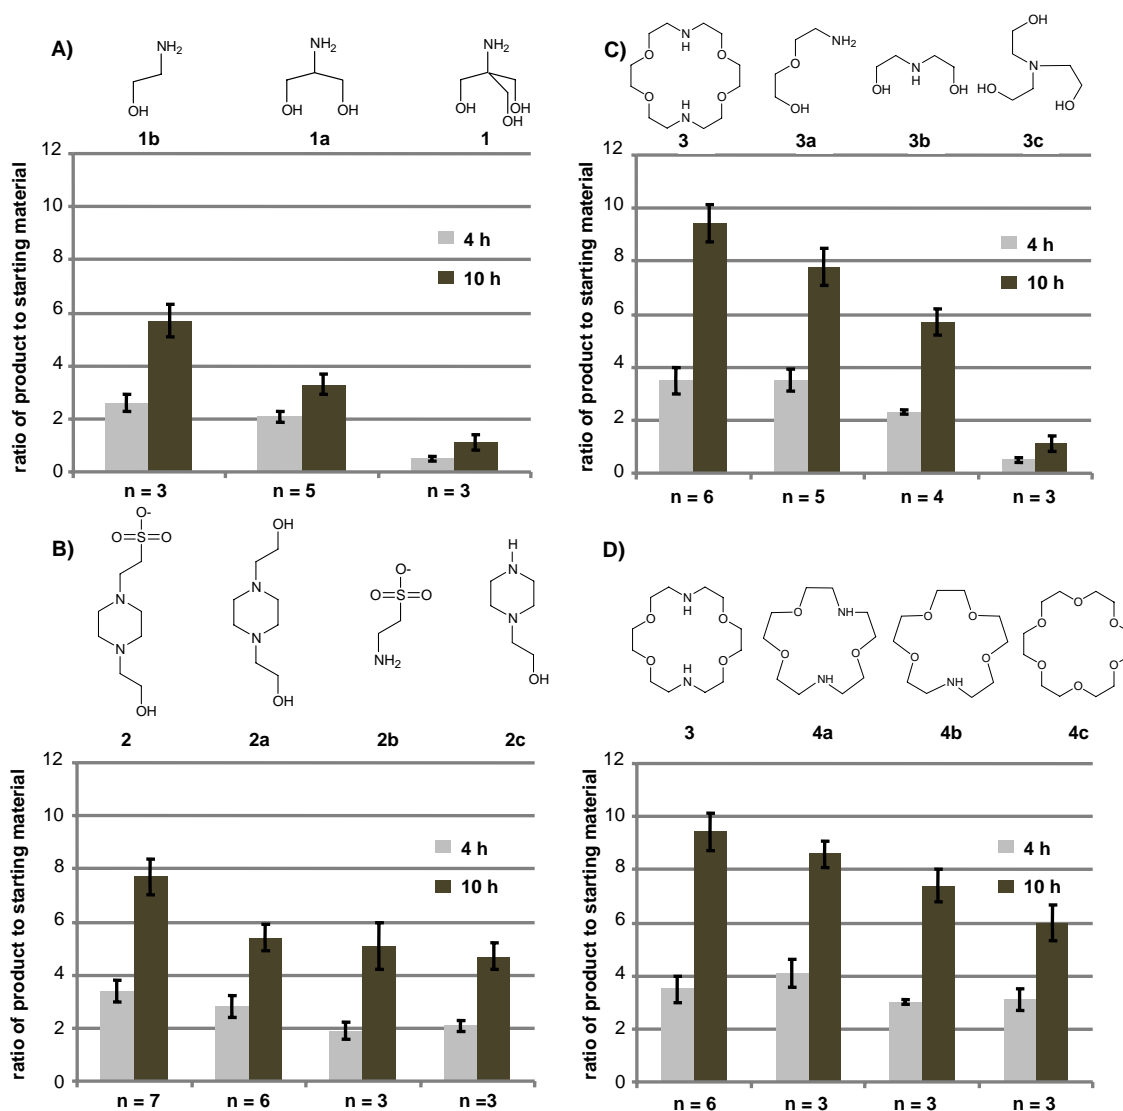 A)
NH2
OH
1b
NH2
OH
OH
1a
NH2
OH
OH
OH
1
ratio of product to starting material
12
10
8
6
4
2
0
4 h
10 h
n = 3
n = 5
n = 3
C)
H
N
O
O
O
O
N
H
3
NH2
O
OH
3a
N
H
OH
OH
3b
OH
N
OH
HO
3c
ratio of product to starting material
12
10
8
6
4
2
0
4 h
10 h
n = 6
n = 5
n = 4
n = 3
B)
O-
O=S=O
N
N
OH
2
OH
N
N
OH
2a
O-
O=S=O
NH2
2b
H
N
N
OH
2c
ratio of product to starting material
12
10
8
6
4
2
0
4 h
10 h
n = 7
n = 6
n = 3
n =3
D)
N
H
O
O
O
O
H
N
3
O
NH
O
O
NH
4a
O
O
O
O
NH
4b
O
O
O
O
O
O
4c
ratio of product to starting material
12
10
8
6
4
2
0
4 h
10 h
n = 6
n = 3
n = 3
n = 3